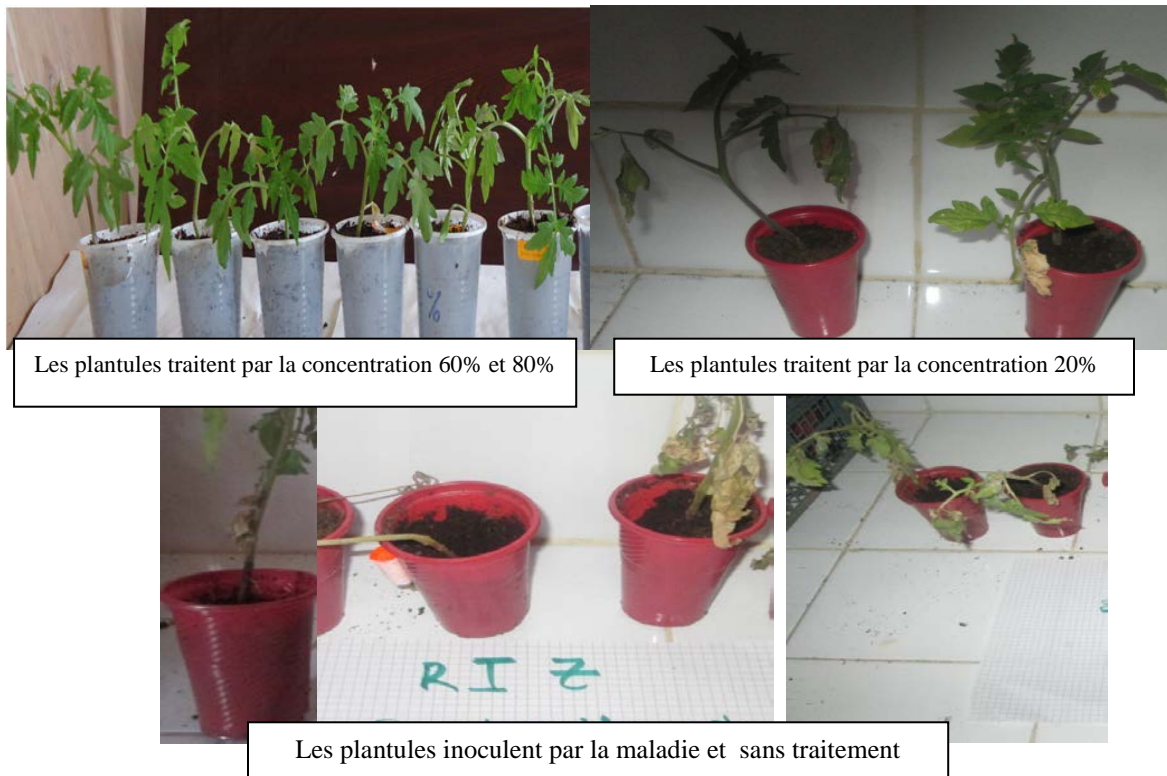 %
Les plantules traitent par la concentration 60% et 80%
Les plantules traitent par la concentration 20%
RIZ
Les plantules inoculent par la maladie et sans traitement